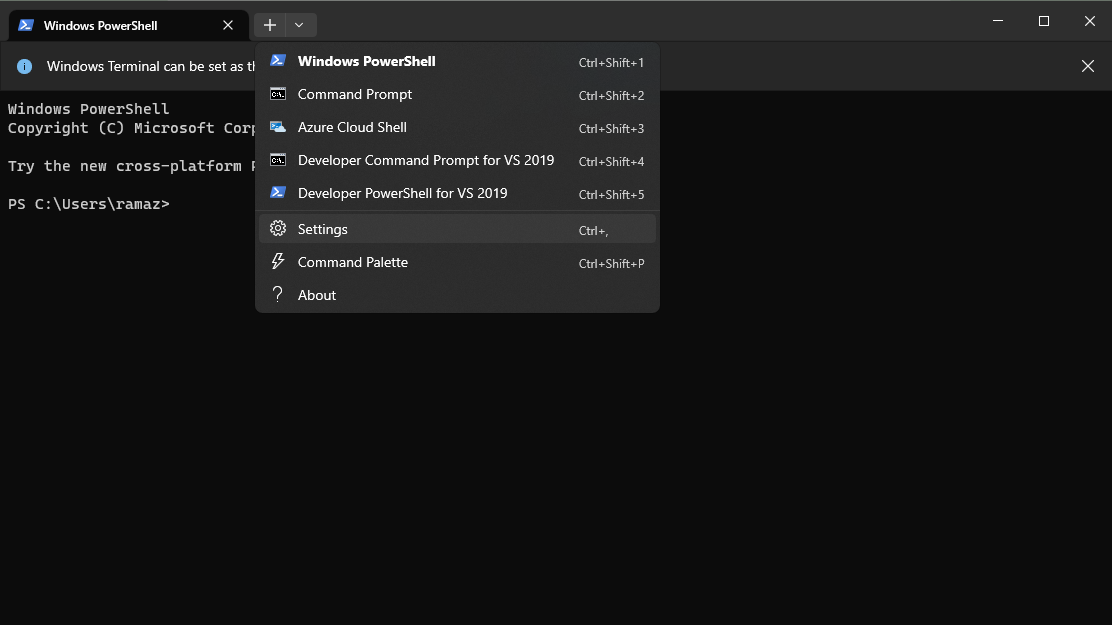 Windows PowerShell
Windows Terminal can be set as th
Windows PowerShell
Copyright (C) Microsoft Corp
Try the new cross-platform
PS C:\Users\ramaz>
Windows PowerShell Ctrl+Shift+1
Command Prompt Ctrl+Shift+2
Azure Cloud Shell Ctrl+Shift+3
Developer Command Prompt for VS 2019 Ctrl+Shift+4
Developer PowerShell for VS 2019 Ctrl+Shift+5
Settings Ctrl+,
Command Palette Ctrl+Shift+P
About